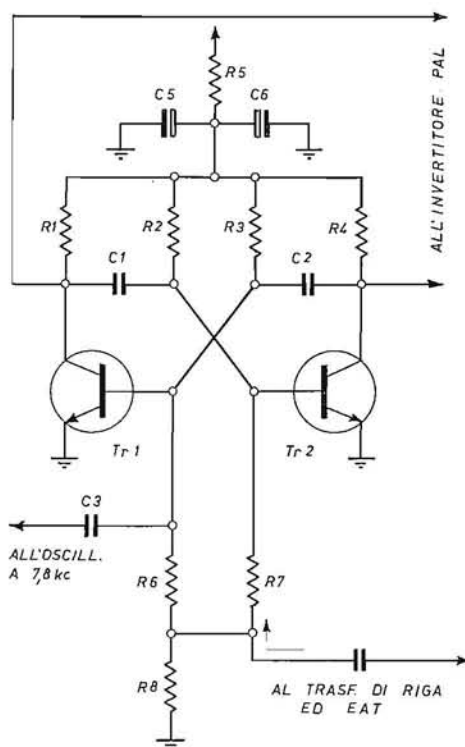 R5
C5
C6
R1
R2
R3
R4
C1
C2
ALL'INVERTITORE PAL
Tr 1
Tr 2
C3
ALL'OSCILL.
A 7,8 kc
R6
R7
R8
AL TRASF. DI RIGA
ED EAT